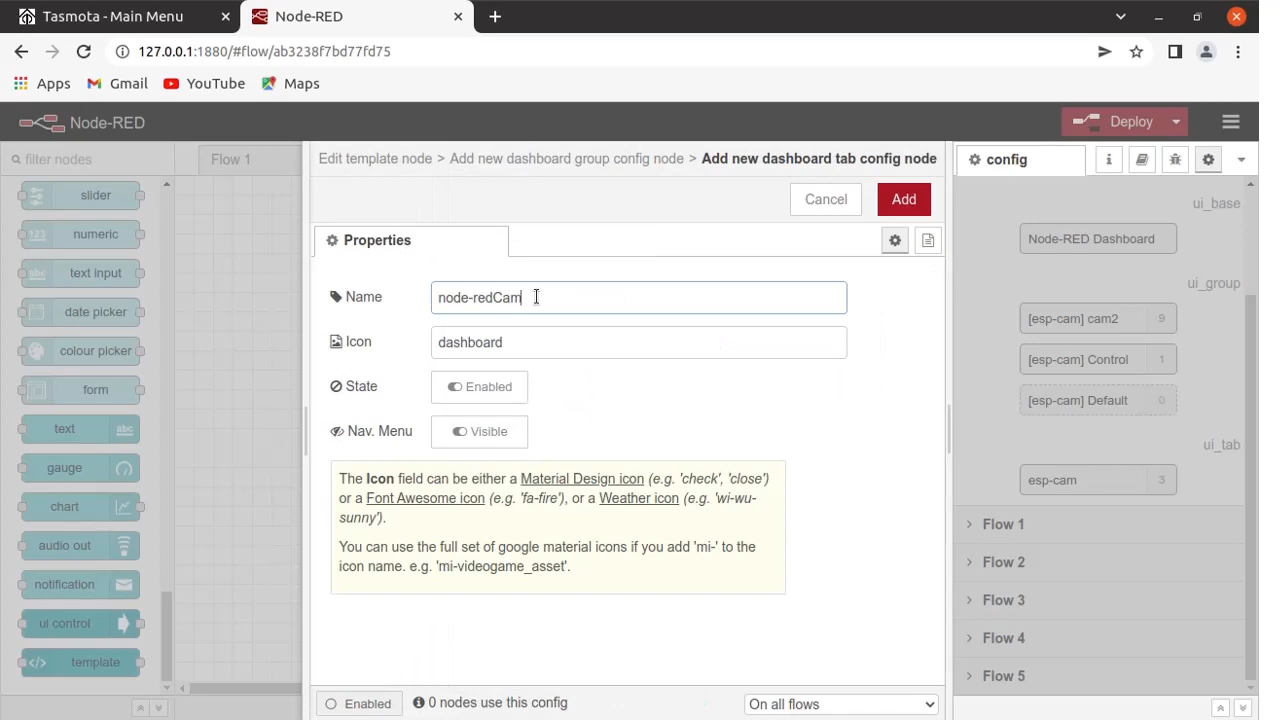 Tasmota - Main Menu
Node-RED
127.0.0.1:1880/#flow/ab3238f7bd77fd75
Apps
Gmail
YouTube
Maps
Node-RED
Deploy
filter nodes
Flow 1
Edit template node > Add new dashboard group config node > Add new dashboard tab config node
config
Cancel
Add
slider
numeric
text input
date picker
colour picker
form
text
gauge
chart
audio out
notification
ui control
template
Properties
Name
node-redCam
Icon
dashboard
State
Enabled
Nav. Menu
Visible
The Icon field can be either a Material Design icon (e.g. 'check', 'close')
or a Font Awesome icon (e.g. 'fa-fire'), or a Weather icon (e.g. 'wi-wu-
sunny').
You can use the full set of google material icons if you add 'mi-' to the
icon name. e.g. 'mi-videogame_asset'.
Enabled
0 nodes use this config
On all flows
ui_base
Node-RED Dashboard
ui_group
[esp-cam] cam2 9
[esp-cam] Control 1
[esp-cam] Default 0
ui_tab
esp-cam 3
Flow 1
Flow 2
Flow 3
Flow 4
Flow 5